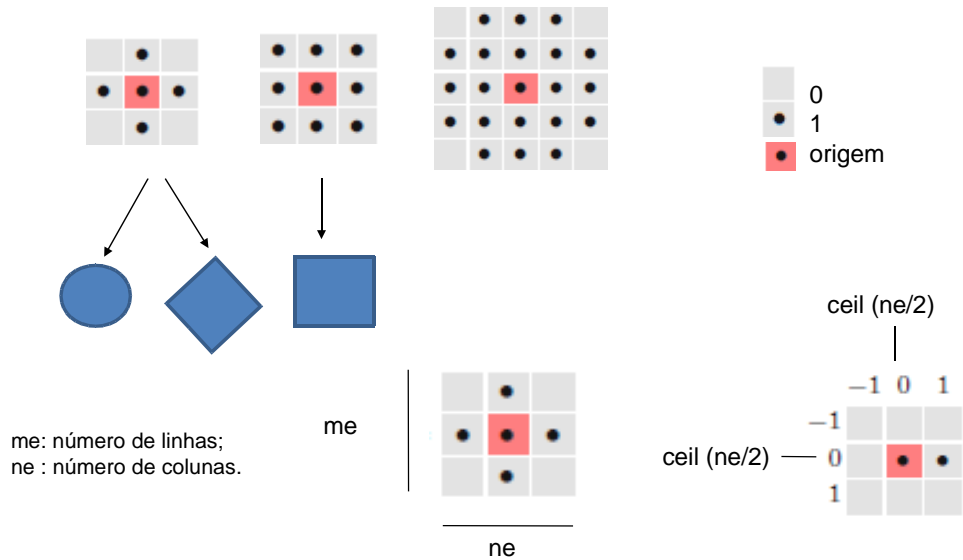 0
1
origem
ceil (ne/2)
−1 0 1
−1
me: número de linhas;
me
ceil (ne/2)
0
ne : número de colunas.
1
ne